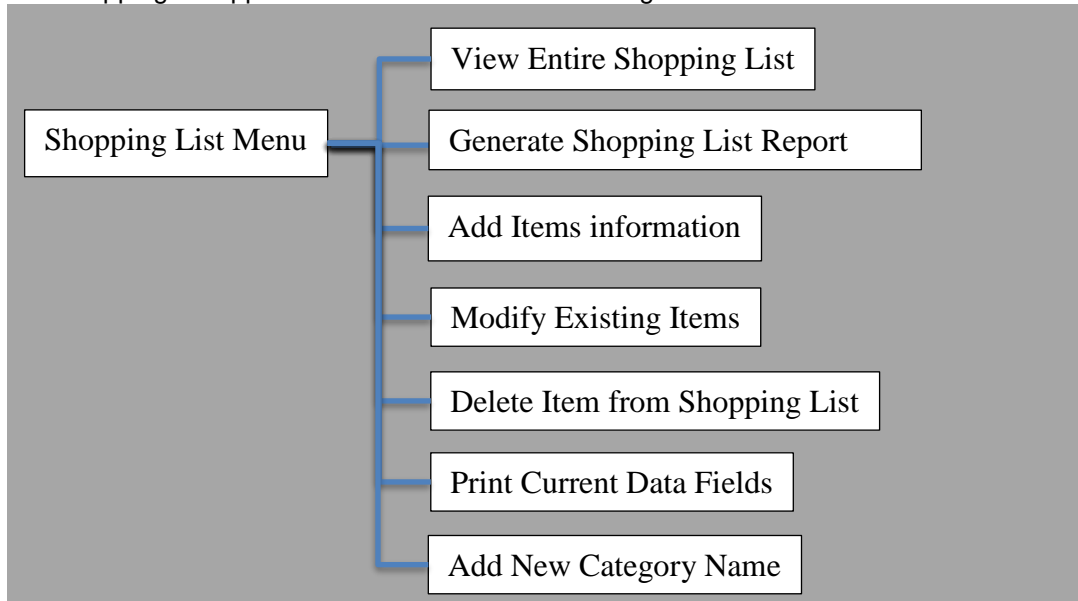 View Entire Shopping List
Shopping List Menu
Generate Shopping List Report
Add Items information
Modify Existing Items
Delete Item from Shopping List
Print Current Data Fields
Add New Category Name